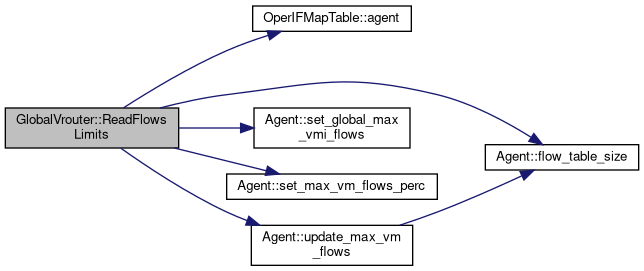 OperIFMapTable::agent
GlobalVrouter::ReadFlows
Limits
Agent::set_global_max
_vmi_flows
Agent::flow_table_size
Agent::set_max_vm_flows_perc
Agent::update_max_vm
_flows